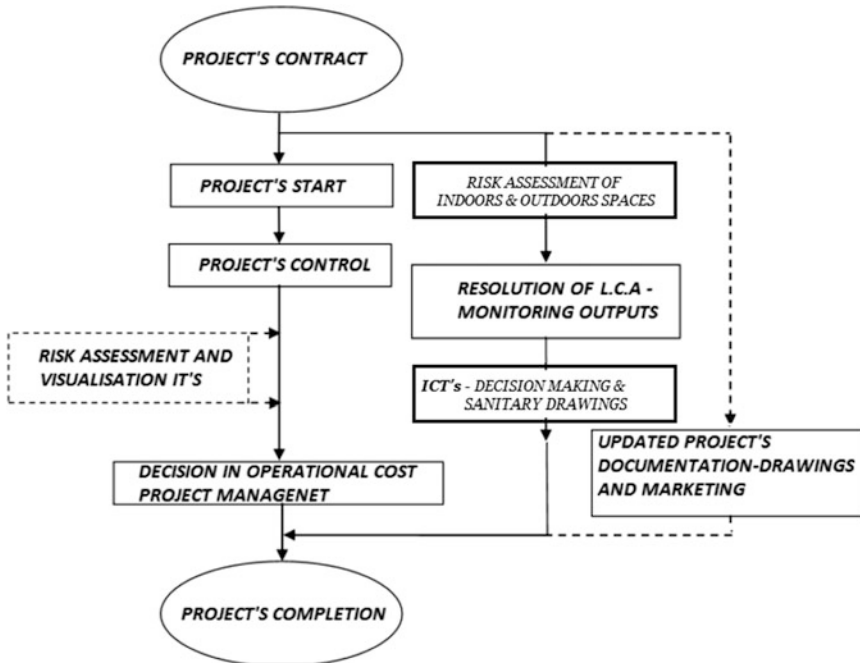 PROJECT'S CONTRACT
PROJECT'S START
RISK ASSESSMENT OF
INDOORS & OUTDOORS SPACES
PROJECT'S CONTROL
RESOLUTION OF L.C.A -
MONITORING OUTPUTS
RISK ASSESSMENT AND
VISUALISATION IT'S
ICT's - DECISION MAKING &
SANITARY DRAWINGS
UPDATED PROJECT'S
DOCUMENTATION-DRAWINGS
AND MARKETING
DECISION IN OPERATIONAL COST
PROJECT MANAGENET
PROJECT'S COMPLETION